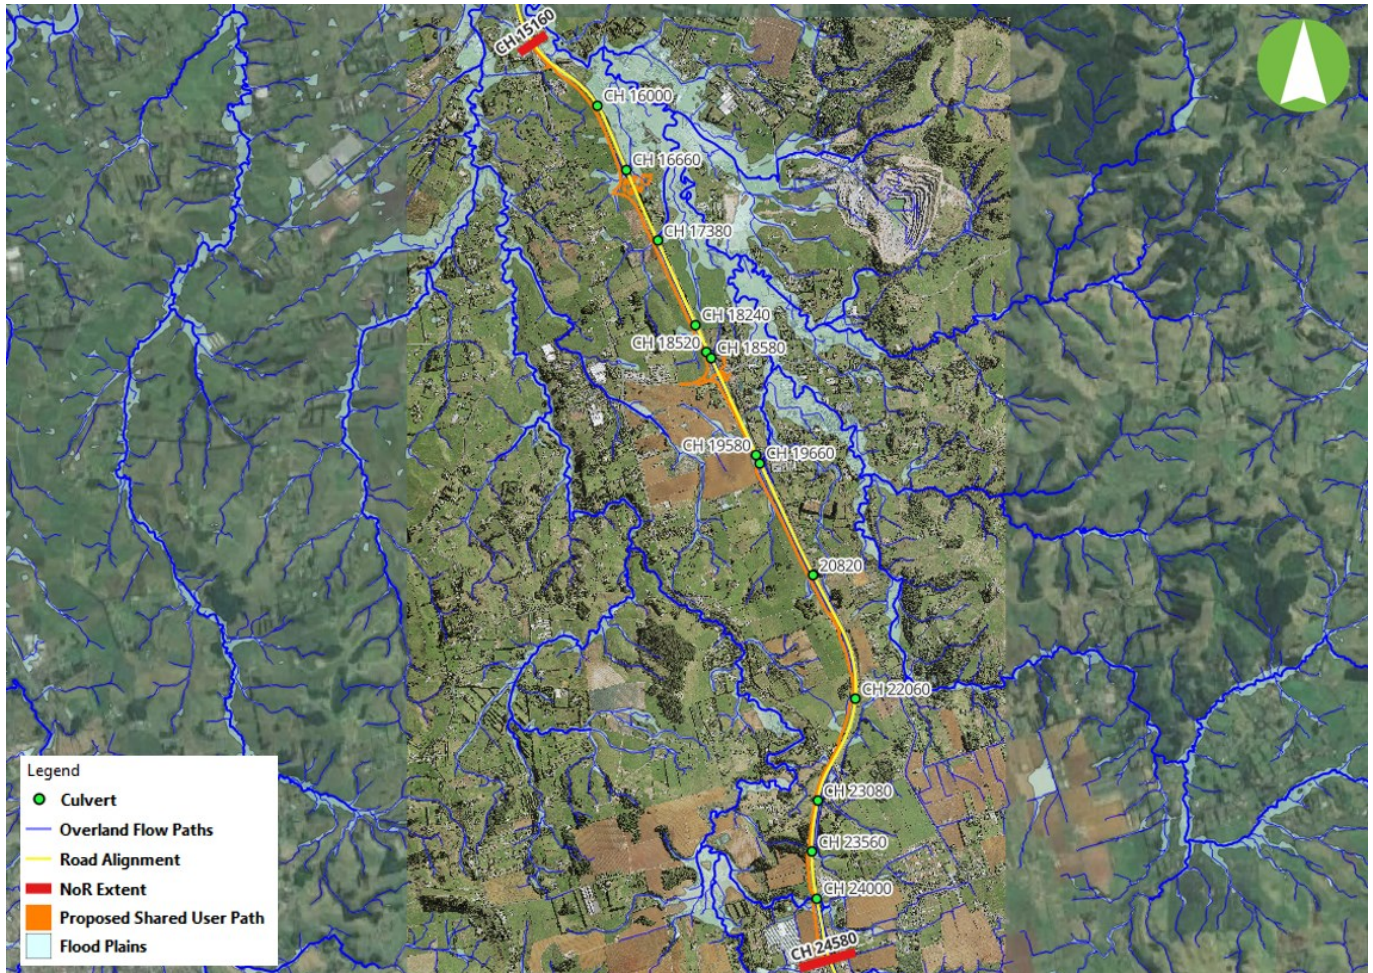 CH 15160
CH 16000
CH 16660
CH 17380
CH 18240
CH 18520
CH 18580
CH 19580
CH 19660
20820
CH 22060
CH 23080
CH 23560
CH 24000
CH 24580
Legend
Culvert
Overland Flow Paths
Road Alignment
NoR Extent
Proposed Shared User Path
Flood Plains